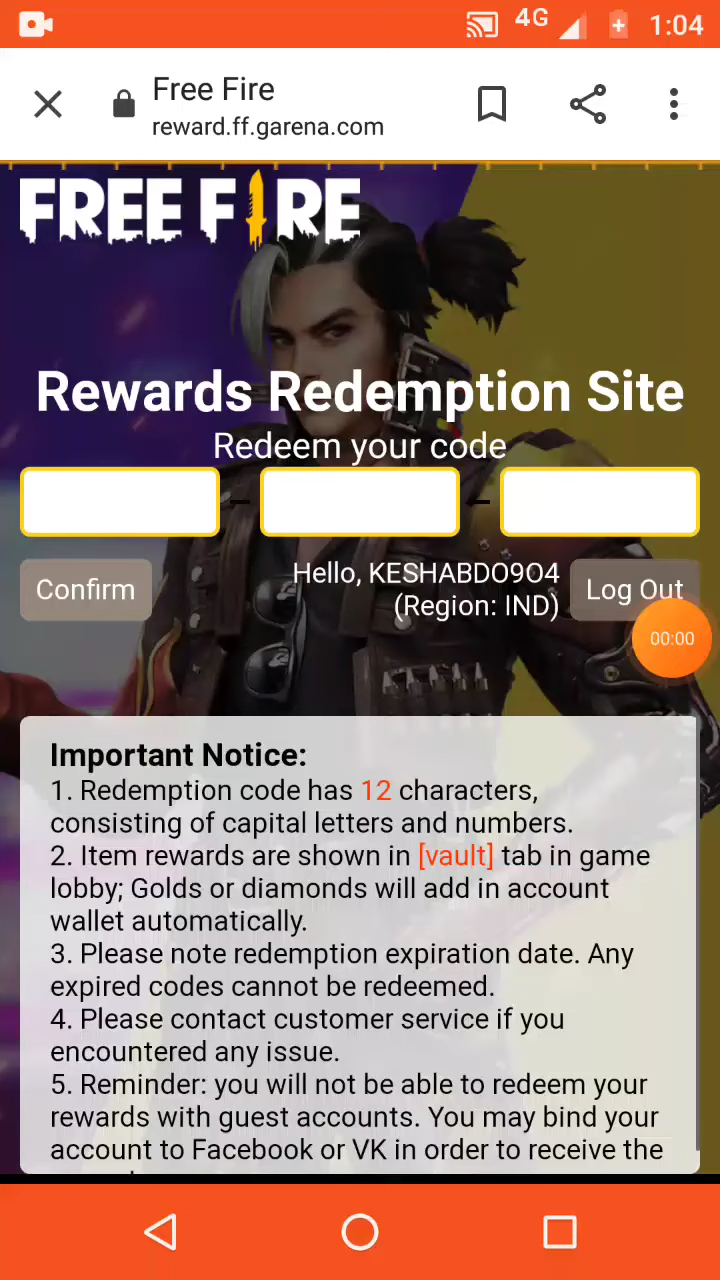 4G
1:04
Free Fire
reward.ff.garena.com
FREE FIRE
Rewards Redemption Site
Redeem your code
Confirm
Hello, KESHABDO9O4
(Region: IND)
Log Out
00:00
Important Notice:
1. Redemption code has 12 characters,
consisting of capital letters and numbers.
2. Item rewards are shown in [vault] tab in game
lobby; Golds or diamonds will add in account
wallet automatically.
3. Please note redemption expiration date. Any
expired codes cannot be redeemed.
4. Please contact customer service if you
encountered any issue.
5. Reminder: you will not be able to redeem your
rewards with guest accounts. You may bind your
account to Facebook or VK in order to receive the